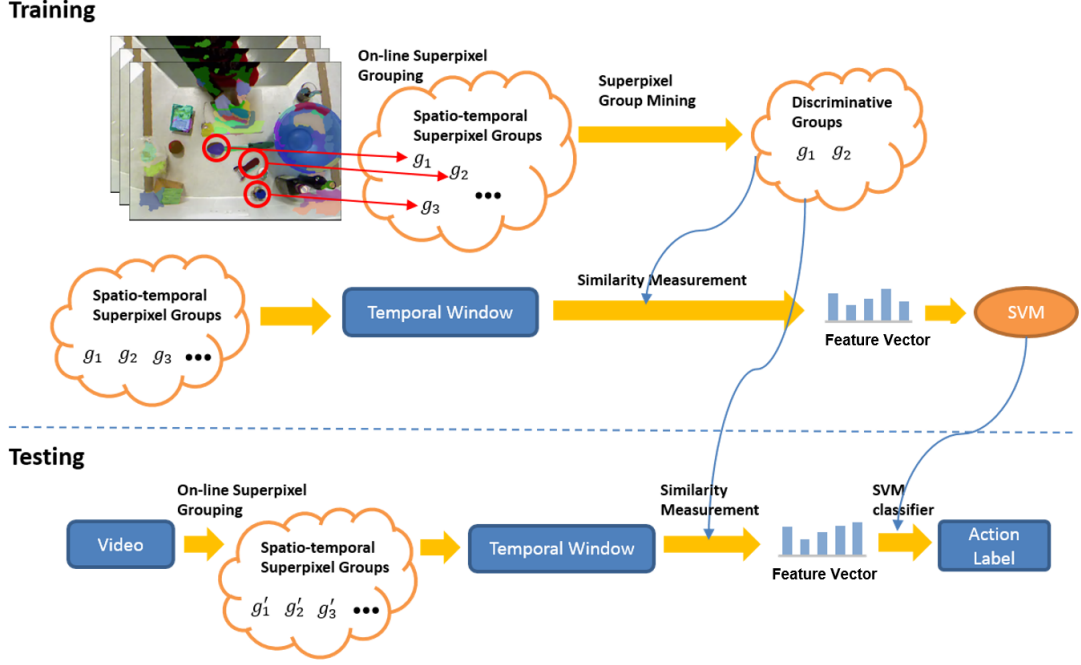 Training
On-line Superpixel
Grouping
Spatio-temporal
Superpixel Groups
g₁
g₂
g₃
•••
Superpixel
Group Mining
Discriminative
Groups
g₁ g₂
Spatio-temporal
Superpixel Groups
g₁ g₂ g₃ •••
Temporal Window
Similarity Measurement
Feature Vector
SVM
Testing
Video
On-line Superpixel
Grouping
Spatio-temporal
Superpixel Groups
g₁′ g₂′ g₃′ •••
Temporal Window
Similarity
Measurement
Feature Vector
SVM
classifier
Action
Label